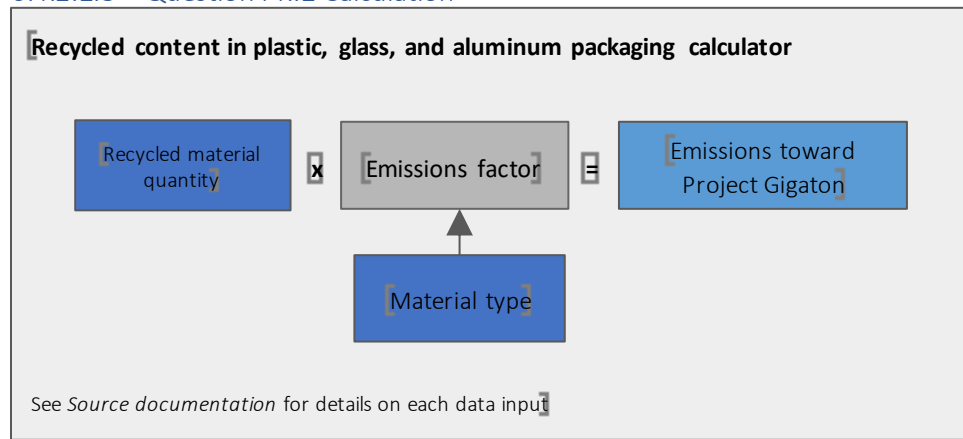 Recycled content in plastic, glass, and aluminum packaging calculator
Recycled material
quantity
x
Emissions factor
=
Emissions toward
Project Gigaton
Material type
See Source documentation for details on each data input